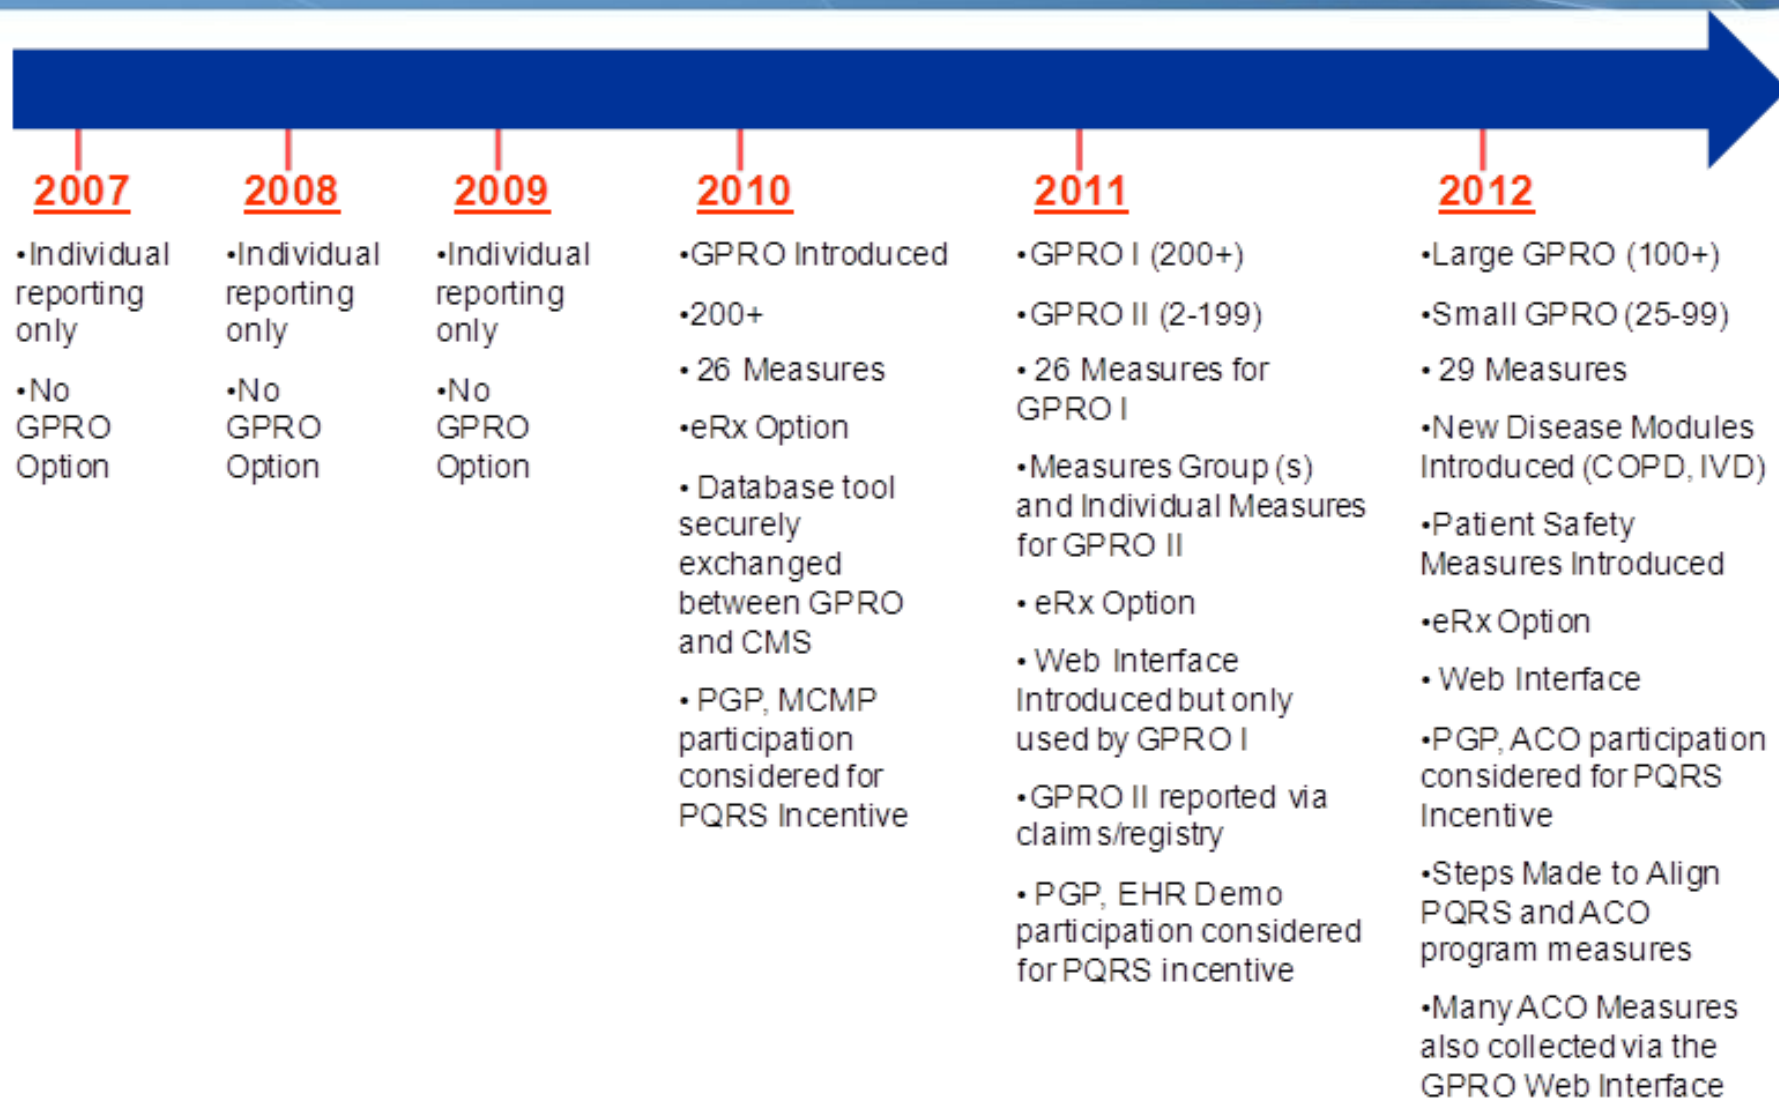 2007
•Individual
reporting
only
•No
GPRO
Option
2008
•Individual
reporting
only
•No
GPRO
Option
2009
•Individual
reporting
only
•No
GPRO
Option
2010
•GPRO Introduced
•200+
• 26 Measures
•eRx Option
• Database tool
securely
exchanged
between GPRO
and CMS
• PGP, MCMP
participation
considered for
PQRS Incentive
2011
•GPRO I (200+)
•GPRO II (2-199)
• 26 Measures for
GPRO I
•Measures Group (s)
and Individual Measures
for GPRO II
• eRx Option
• Web Interface
Introduced but only
used by GPRO I
•GPRO II reported via
claims/registry
• PGP, EHR Demo
participation considered
for PQRS incentive
2012
•Large GPRO (100+)
•Small GPRO (25-99)
• 29 Measures
•New Disease Modules
Introduced (COPD, IVD)
•Patient Safety
Measures Introduced
•eRx Option
• Web Interface
•PGP, ACO participation
considered for PQRS
Incentive
•Steps Made to Align
PQRS and ACO
program measures
•Many ACO Measures
also collected via the
GPRO Web Interface